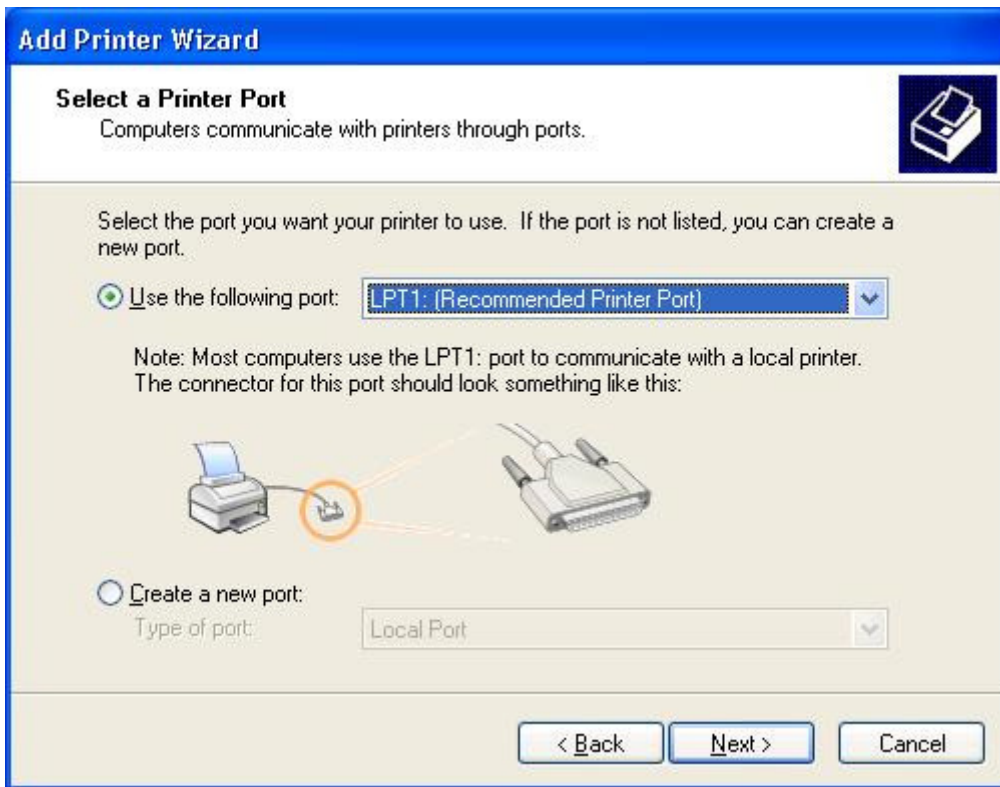 Add Printer Wizard
Select a Printer Port
Computers communicate with printers through ports.
Select the port you want your printer to use. If the port is not listed, you can create a
new port.
Use the following port: LPT1: (Recommended Printer Port)
Note: Most computers use the LPT1: port to communicate with a local printer.
The connector for this port should look something like this:
Create a new port:
Type of port: Local Port
< Back Next > Cancel